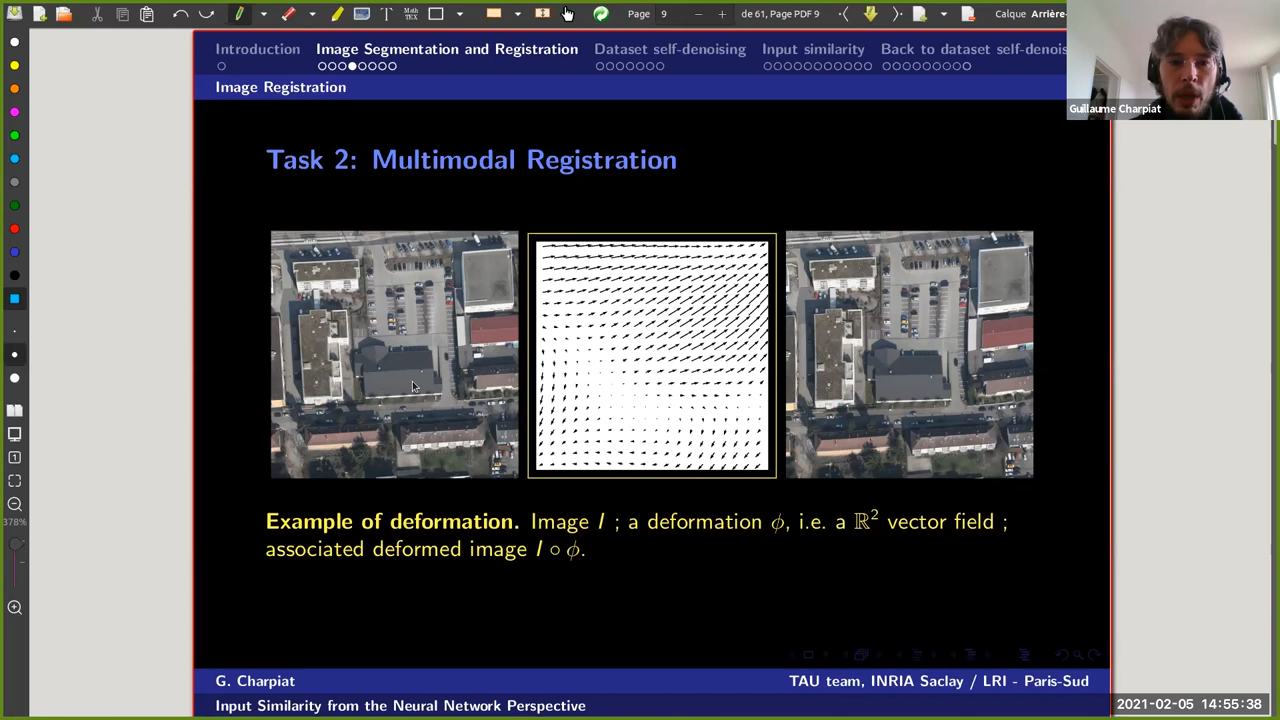 MATH
TEX
Page 9 − + de 61, Page PDF 9
Calque Arrière-
Introduction Image Segmentation and Registration Dataset self-denoising Input similarity Back to dataset self-denois
Image Registration
Guillaume Charpiat
Task 2: Multimodal Registration
378%
Example of deformation. Image I ; a deformation ϕ, i.e. a ℝ² vector field ;
associated deformed image I ∘ ϕ.
G. Charpiat TAU team, INRIA Saclay / LRI - Paris-Sud
Input Similarity from the Neural Network Perspective
2021-02-05 14:55:38